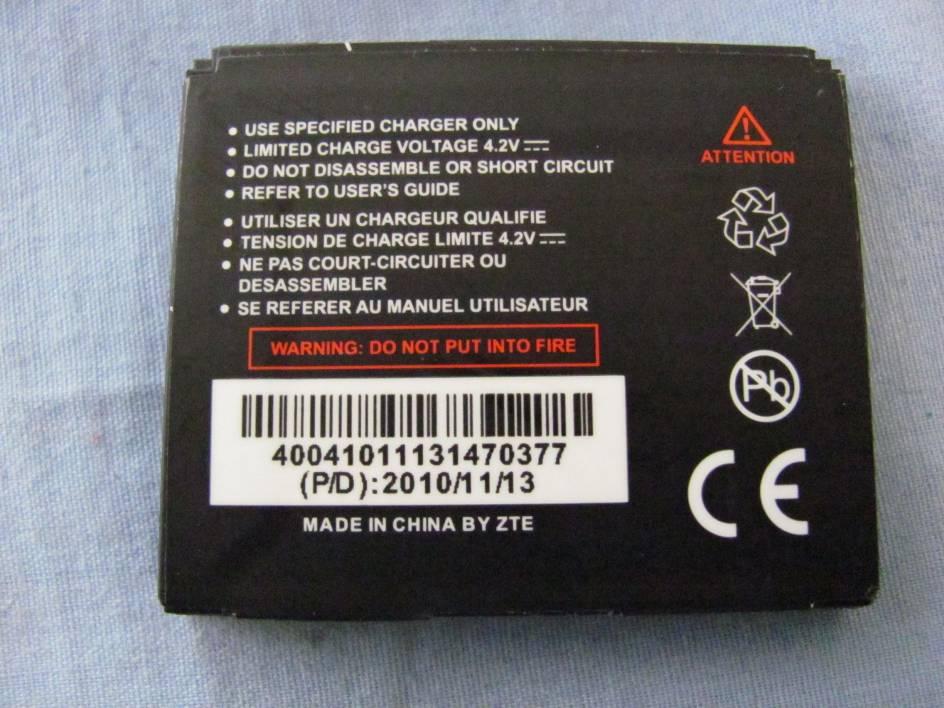 • USE SPECIFIED CHARGER ONLY
• LIMITED CHARGE VOLTAGE 4.2V⎓
• DO NOT DISASSEMBLE OR SHORT CIRCUIT
• REFER TO USER'S GUIDE
• UTILISER UN CHARGEUR QUALIFIE
• TENSION DE CHARGE LIMITE 4.2V⎓
• NE PAS COURT-CIRCUITER OU
DESASSEMBLER
• SE REFERER AU MANUEL UTILISATEUR
WARNING: DO NOT PUT INTO FIRE
40041011131470377
(P/D):2010/11/13
MADE IN CHINA BY ZTE
!
ATTENTION
Pb
CE